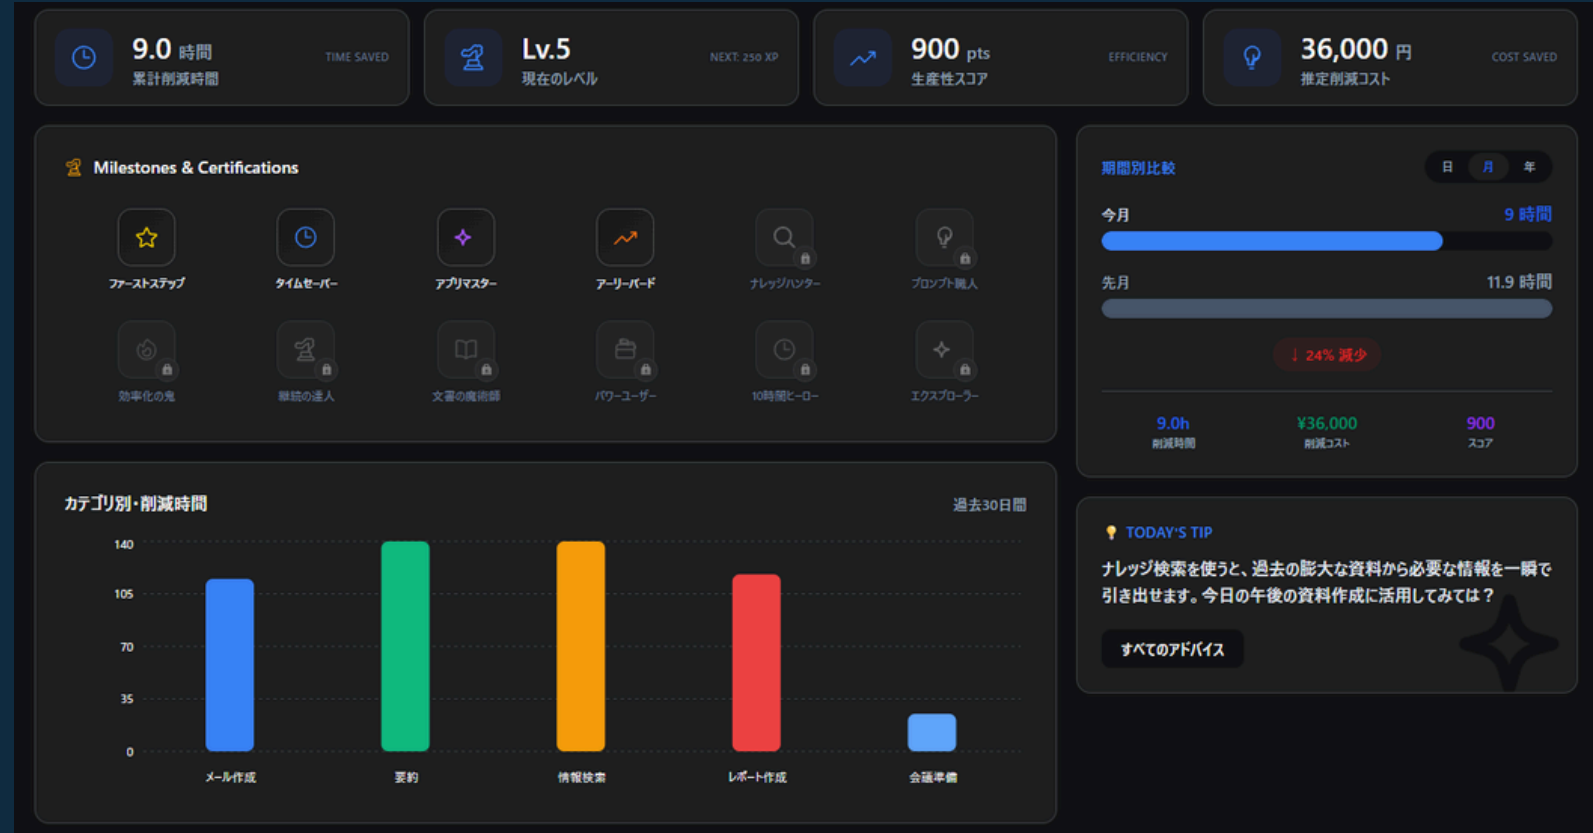 9.0 時間
累計削減時間
TIME SAVED
Lv.5
現在のレベル
NEXT: 250 XP
900 pts
生産性スコア
EFFICIENCY
36,000 円
推定削減コスト
COST SAVED
Milestones & Certifications
ファーストステップ
タイムセーバー
アプリマスター
アーリーバード
ナレッジハンター
プロンプト職人
効率化の鬼
継続の達人
文書の魔術師
パワーユーザー
10時間ヒーロー
エクスプローラー
期間別比較
日 月 年
今月
9 時間
先月
11.9 時間
↓ 24% 減少
9.0h
削減時間
¥36,000
削減コスト
900
スコア
カテゴリ別・削減時間
過去30日間
140
105
70
35
0
メール作成
要約
情報検索
レポート作成
会議準備
TODAY'S TIP
ナレッジ検索を使うと、過去の膨大な資料から必要な情報を一瞬で
引き出せます。今日の午後の資料作成に活用してみては？
すべてのアドバイス